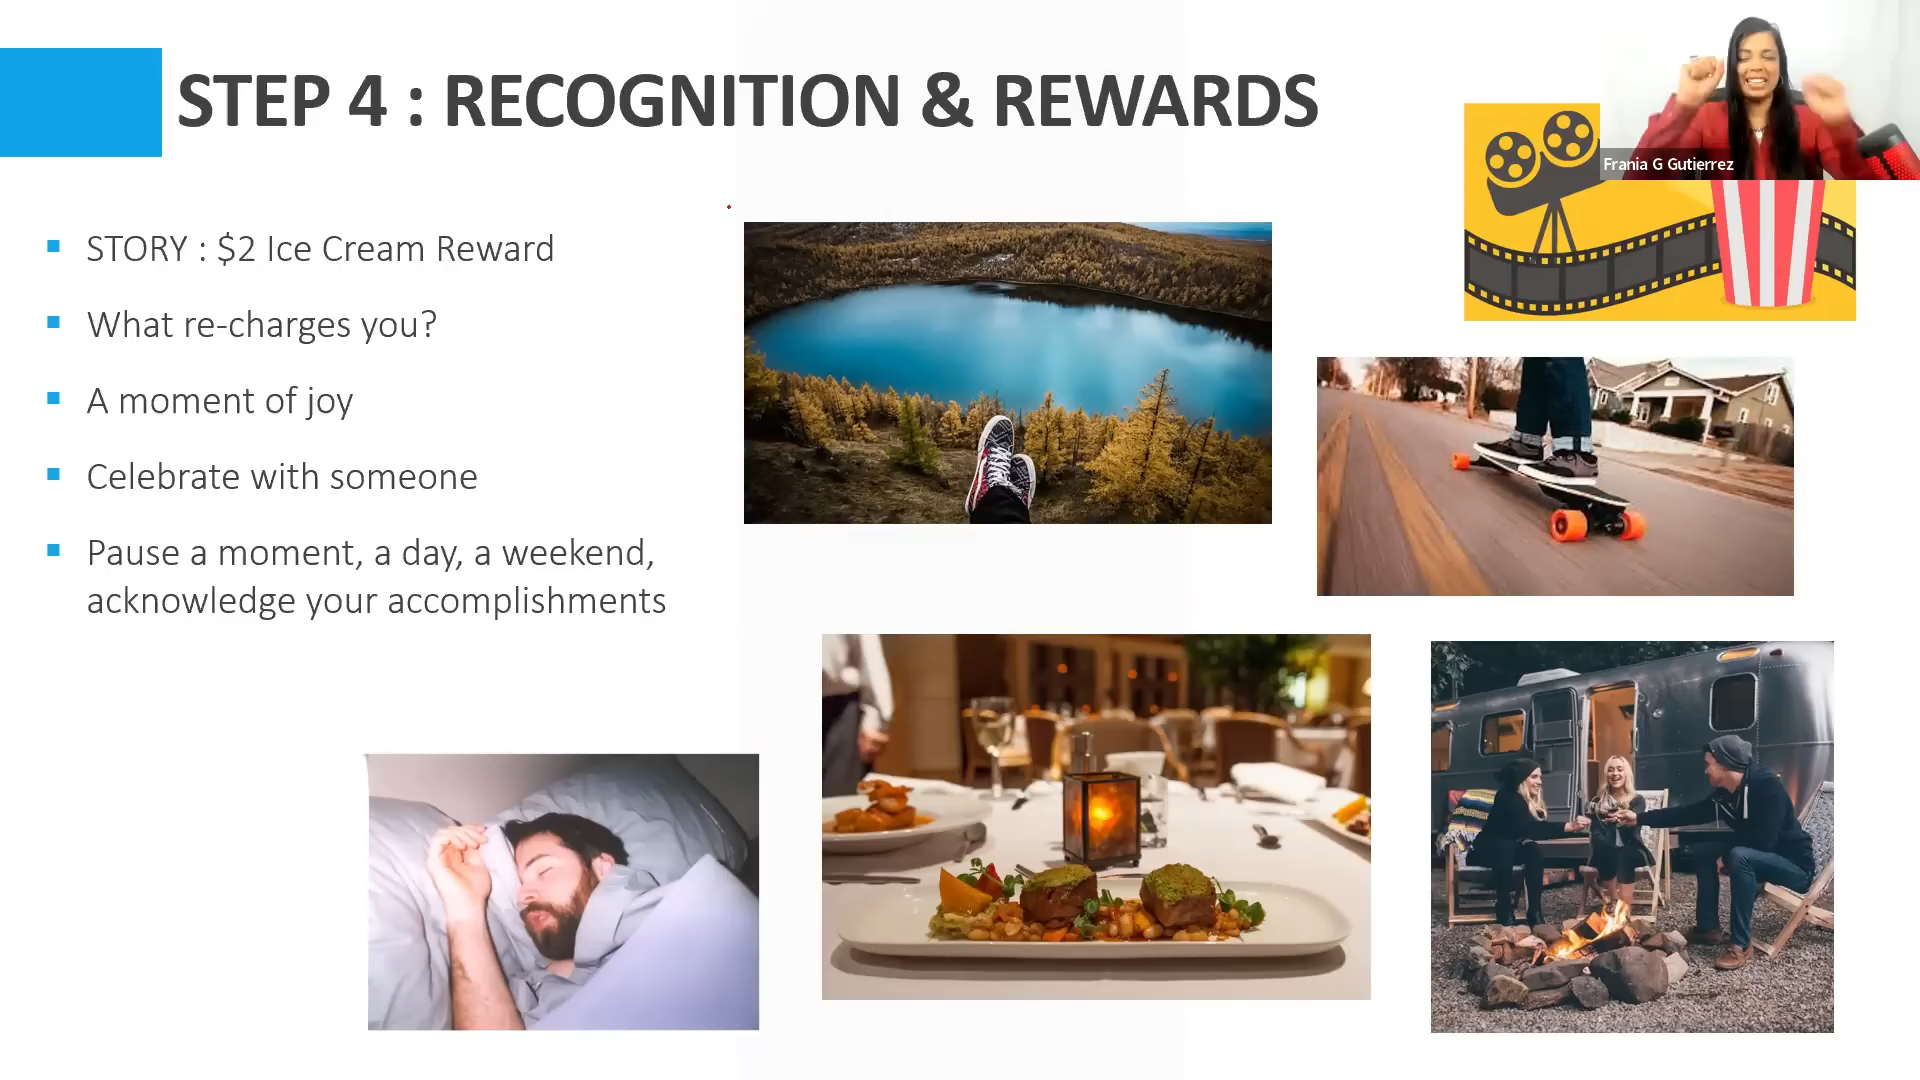 STEP 4 : RECOGNITION & REWARDS
Frania G Gutierrez
STORY : $2 Ice Cream Reward
What re-charges you?
A moment of joy
Celebrate with someone
Pause a moment, a day, a weekend,
acknowledge your accomplishments